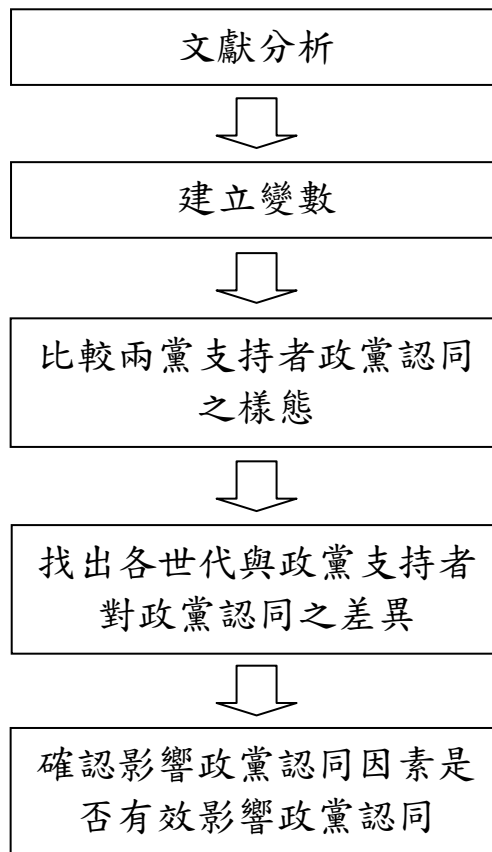 文獻分析
建立變數
比較兩黨支持者政黨認同
之樣態
找出各世代與政黨支持者
對政黨認同之差異
確認影響政黨認同因素是
否有效影響政黨認同